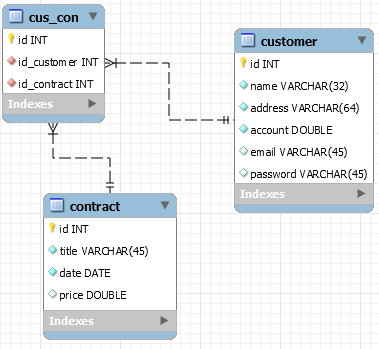 cus_con
id INT
id_customer INT
id_contract INT
Indexes
customer
id INT
name VARCHAR(32)
address VARCHAR(64)
account DOUBLE
email VARCHAR(45)
password VARCHAR(45)
Indexes
contract
id INT
title VARCHAR(45)
date DATE
price DOUBLE
Indexes